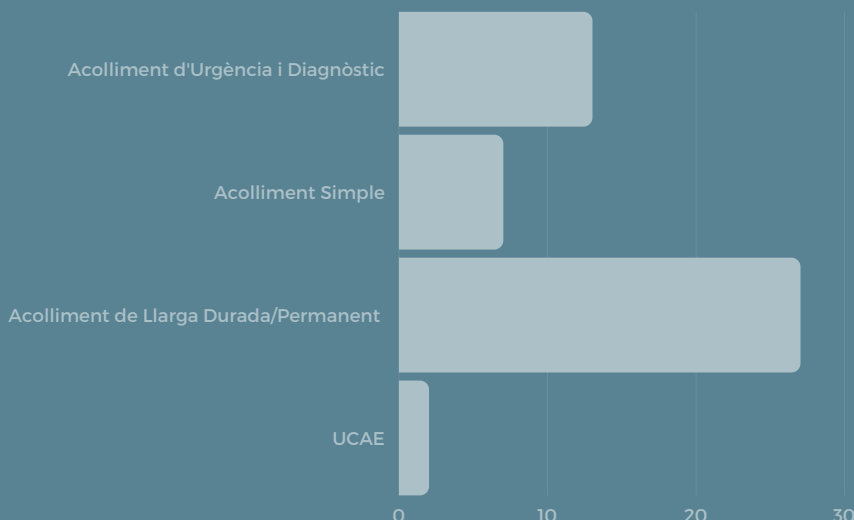 Acolliment d'Urgència i Diagnòstic
Acolliment Simple
Acolliment de Llarga Durada/Permanent
UCAE
0 10 20 30